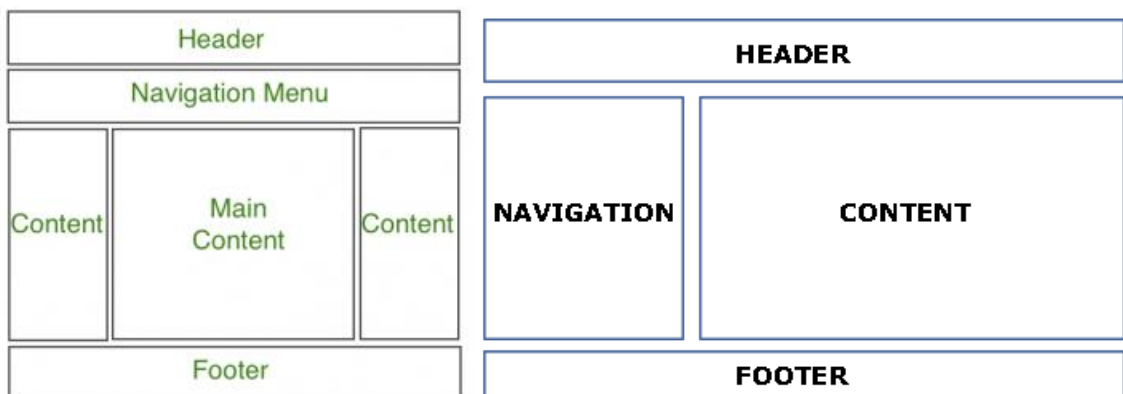 Header
Navigation Menu
Content
Main
Content
Content
Footer
HEADER
NAVIGATION
CONTENT
FOOTER